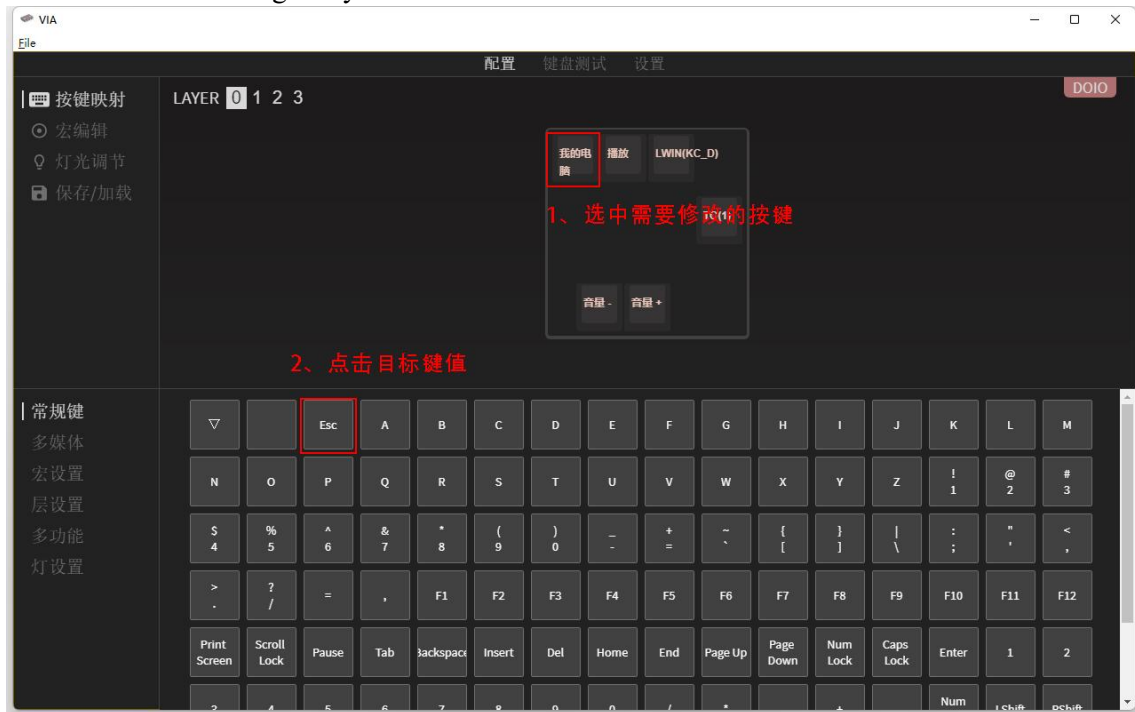 VIA
File
配置 键盘测试 设置
DOIO
按键映射
宏编辑
灯光调节
保存/加载
LAYER 0 1 2 3
我的电
脑
播放
LWIN(KC_D)
1、选中需要修改的按鍵
音量 - 音量 +
2、点击目标鍵值
常规键
多媒体
宏设置
层设置
多功能
灯设置
▽ Esc A B C D E F G H I J K L M
N O P Q R S T U V W X Y Z ! @ #
1 2 3
$ % ^ & * ( ) _ + ~ { } | : " <
4 5 6 7 8 9 0 - = ` [ ] \ ; ' ,
> ?
. / = , F1 F2 F3 F4 F5 F6 F7 F8 F9 F10 F11 F12
Print Scroll Page Num Caps
Screen Lock Pause Tab Backspace Insert Del Home End Page Up Down Lock Lock Enter 1 2
Num